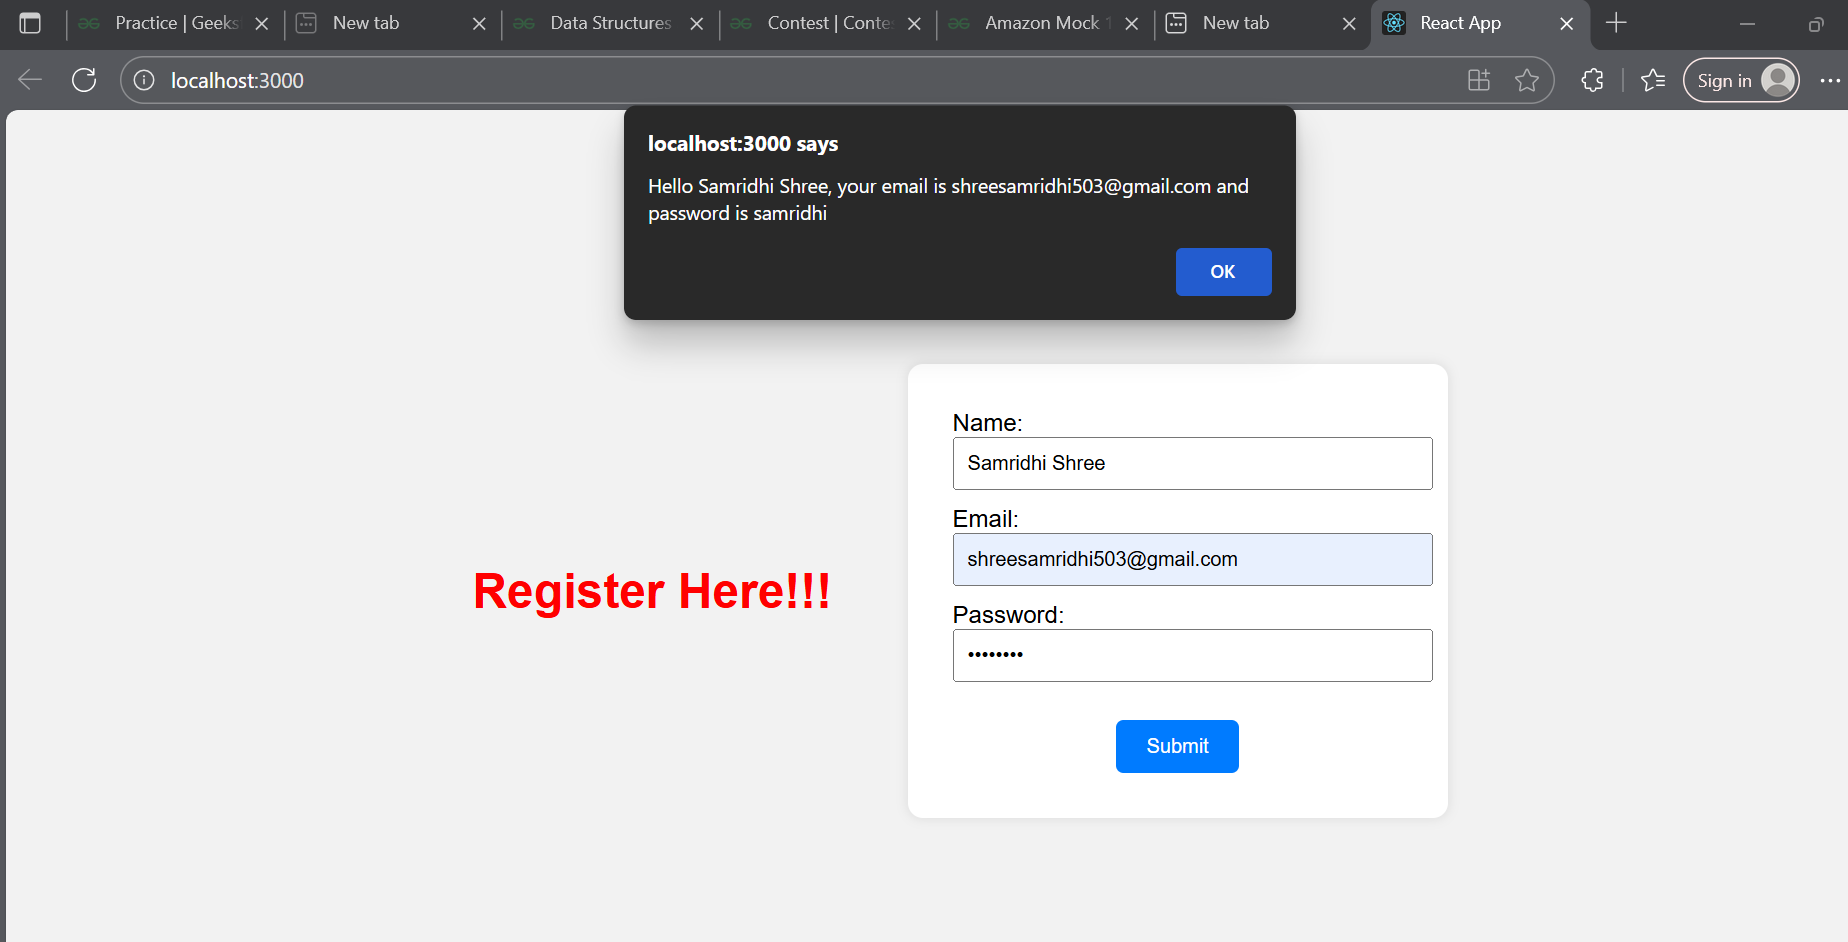 Practice | Geeks
New tab
Data Structures
Contest | Conte
Amazon Mock 1
New tab
React App
localhost:3000
Sign in
localhost:3000 says
Hello Samridhi Shree, your email is shreesamridhi503@gmail.com and
password is samridhi
OK
Register Here!!!
Name:
Samridhi Shree
Email:
shreesamridhi503@gmail.com
Password:
••••••••
Submit